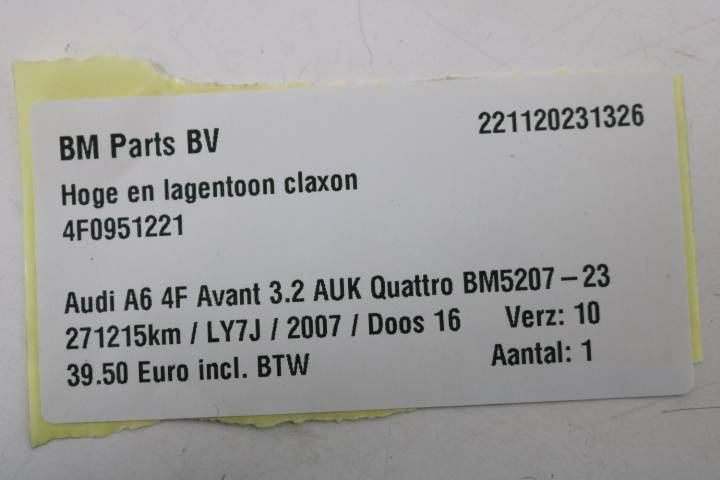 BM Parts BV 221120231326
Hoge en lagentoon claxon
4F0951221
Audi A6 4F Avant 3.2 AUK Quattro BM5207-23
271215km / LY7J / 2007 / Doos 16 Verz: 10
39.50 Euro incl. BTW Aantal: 1